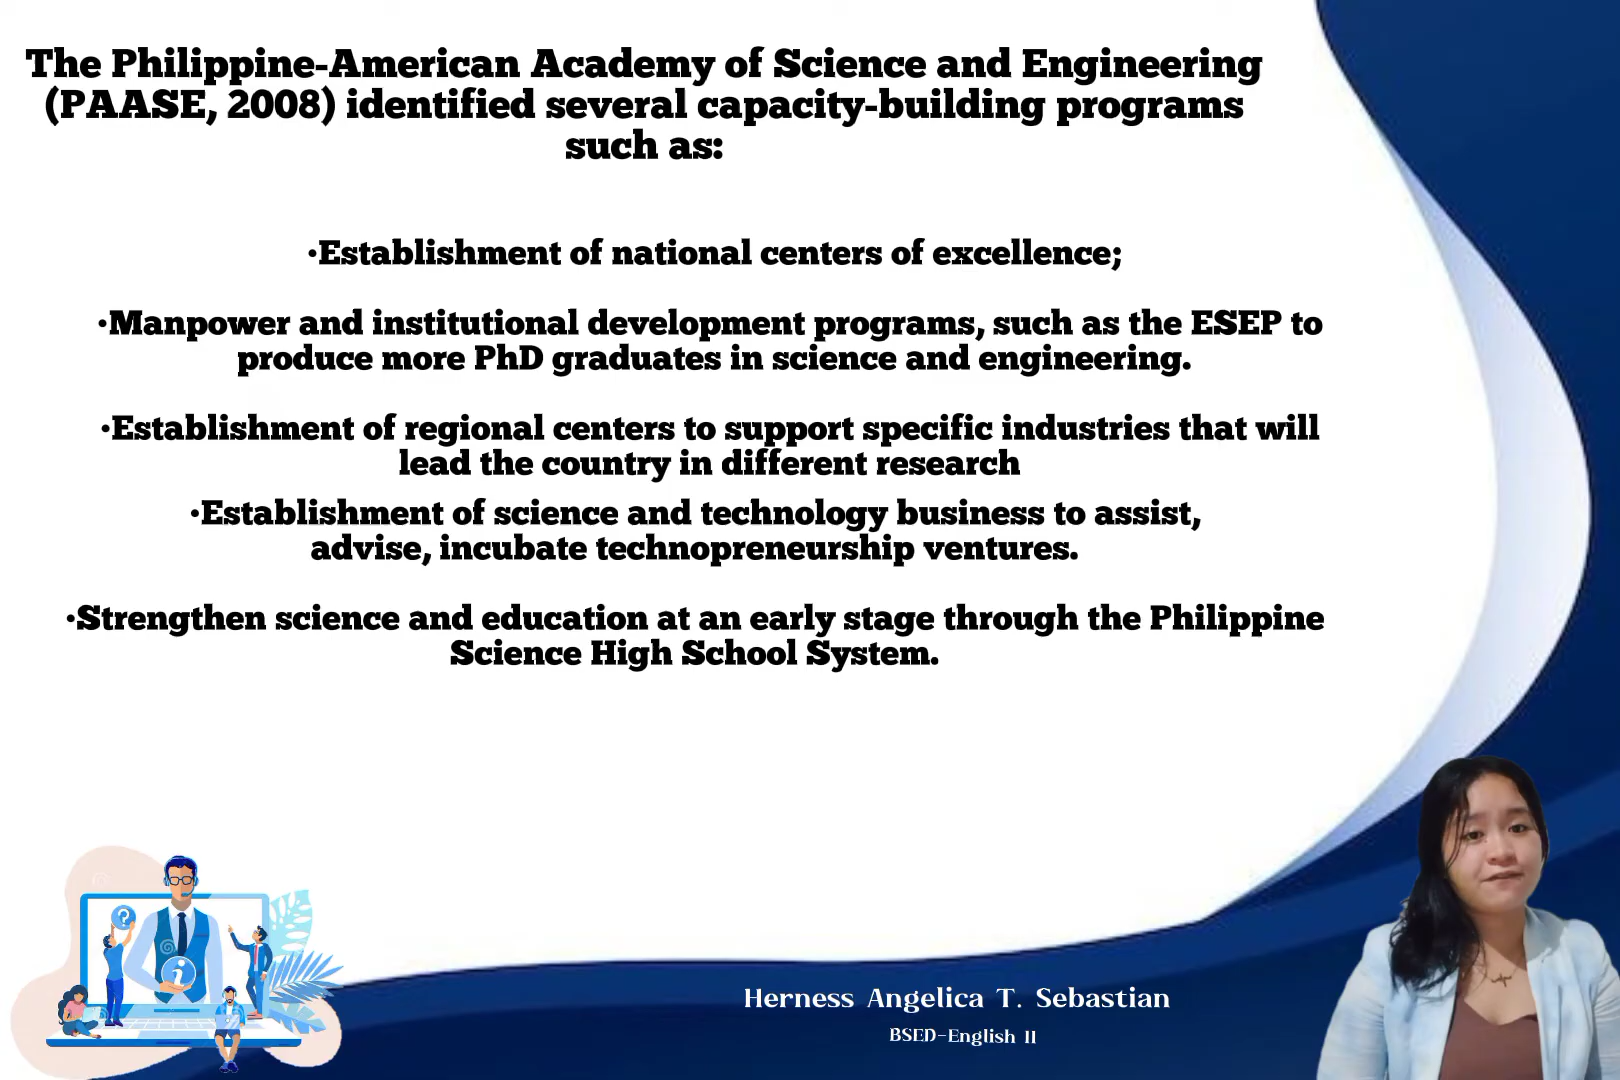 The Philippine-American Academy of Science and Engineering
(PAASE, 2008) identified several capacity-building programs
such as:
•Establishment of national centers of excellence;
•Manpower and institutional development programs, such as the ESEP to
produce more PhD graduates in science and engineering.
•Establishment of regional centers to support specific industries that will
lead the country in different research
•Establishment of science and technology business to assist,
advise, incubate technopreneurship ventures.
•Strengthen science and education at an early stage through the Philippine
Science High School System.
Herness Angelica T. Sebastian
BSED-English II